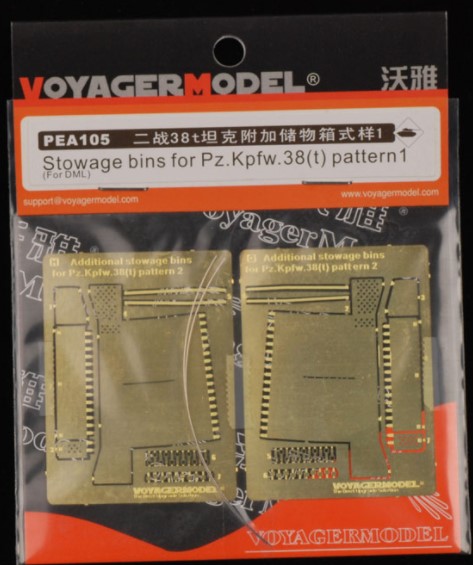 VOYAGERMODEL® 沃雅
PEA105 二战38t坦克附加储物箱式样1
Stowage bins for Pz.Kpfw.38(t) pattern1
(For DML)
support@voyagermodel.com www.voyagermodel.com
VoyagerM
A Additional stowage bins
for Pz.Kpfw.38(t) pattern 2
Additional stowage bins
for Pz.Kpfw.38(t) pattern 2
VOYAGERMODEL
VOYAGERMODEL
VOYAGERMODEL